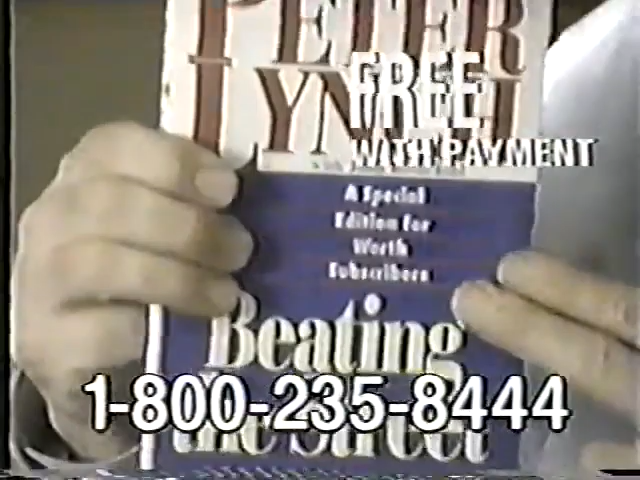 PETER
LYNCH
FREE
WITH PAYMENT
A Special
Edition for
Worth
Subscribers
Beating
the Street
1-800-235-8444